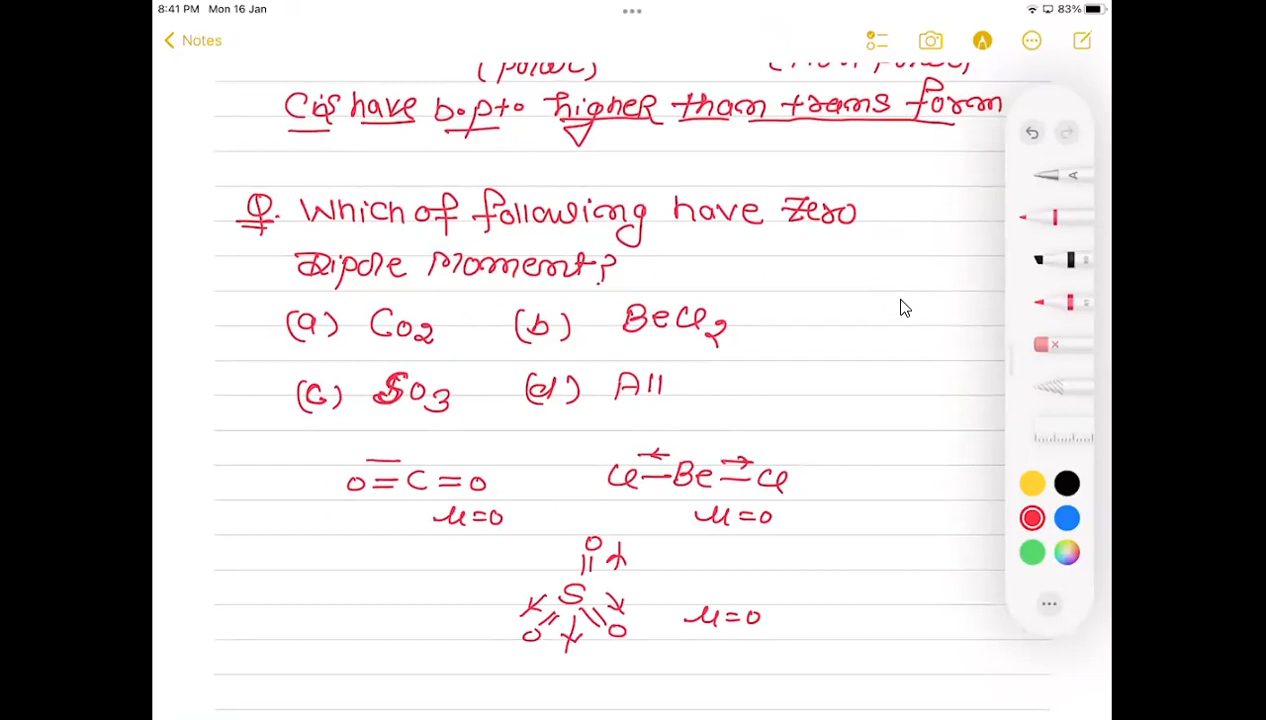 8:41 PM Mon 16 Jan
83%
Notes
Cis have b.pto higher than trans form
Q. Which of following have zero
Dipole Moment?
(a) CO2 (b) BeCl2
(c) SO3 (d) All
O=C=O Cl-Be-Cl
μ=0 μ=0
O
S
O O μ=0